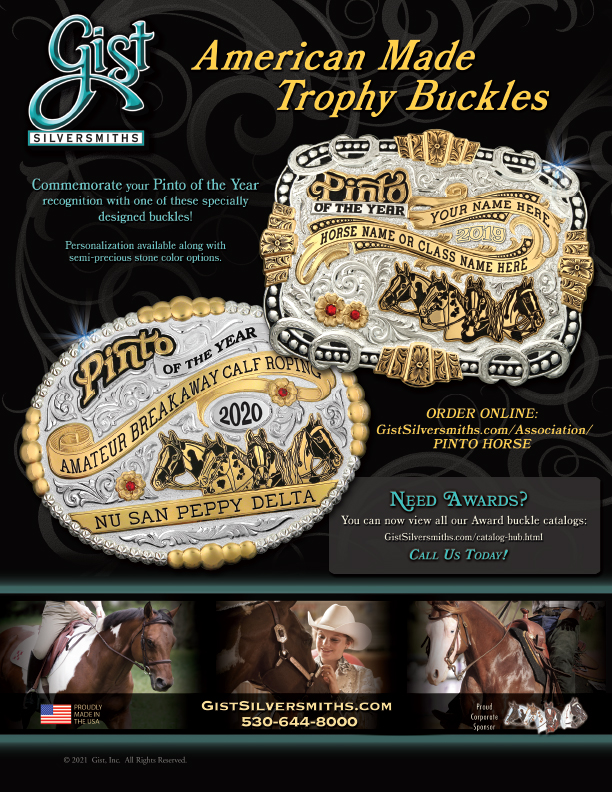 Gist
SILVERSMITHS
American Made
Trophy Buckles
Commemorate your Pinto of the Year
recognition with one of these specially
designed buckles!
Personalization available along with
semi-precious stone color options.
Pinto
OF THE YEAR
YOUR NAME HERE
2019
HORSE NAME OR CLASS NAME HERE
Pinto
OF THE YEAR
AMATEUR BREAKAWAY CALF ROPING
2020
NU SAN PEPPY DELTA
ORDER ONLINE:
GistSilversmiths.com/Association/
PINTO HORSE
NEED AWARDS?
You can now view all our Award buckle catalogs:
GistSilversmiths.com/catalog-hub.html
CALL US TODAY!
PROUDLY
MADE IN
THE USA
GISTSILVERSMITHS.COM
530-644-8000
Proud
Corporate
Sponsor
© 2021 Gist, Inc. All Rights Reserved.